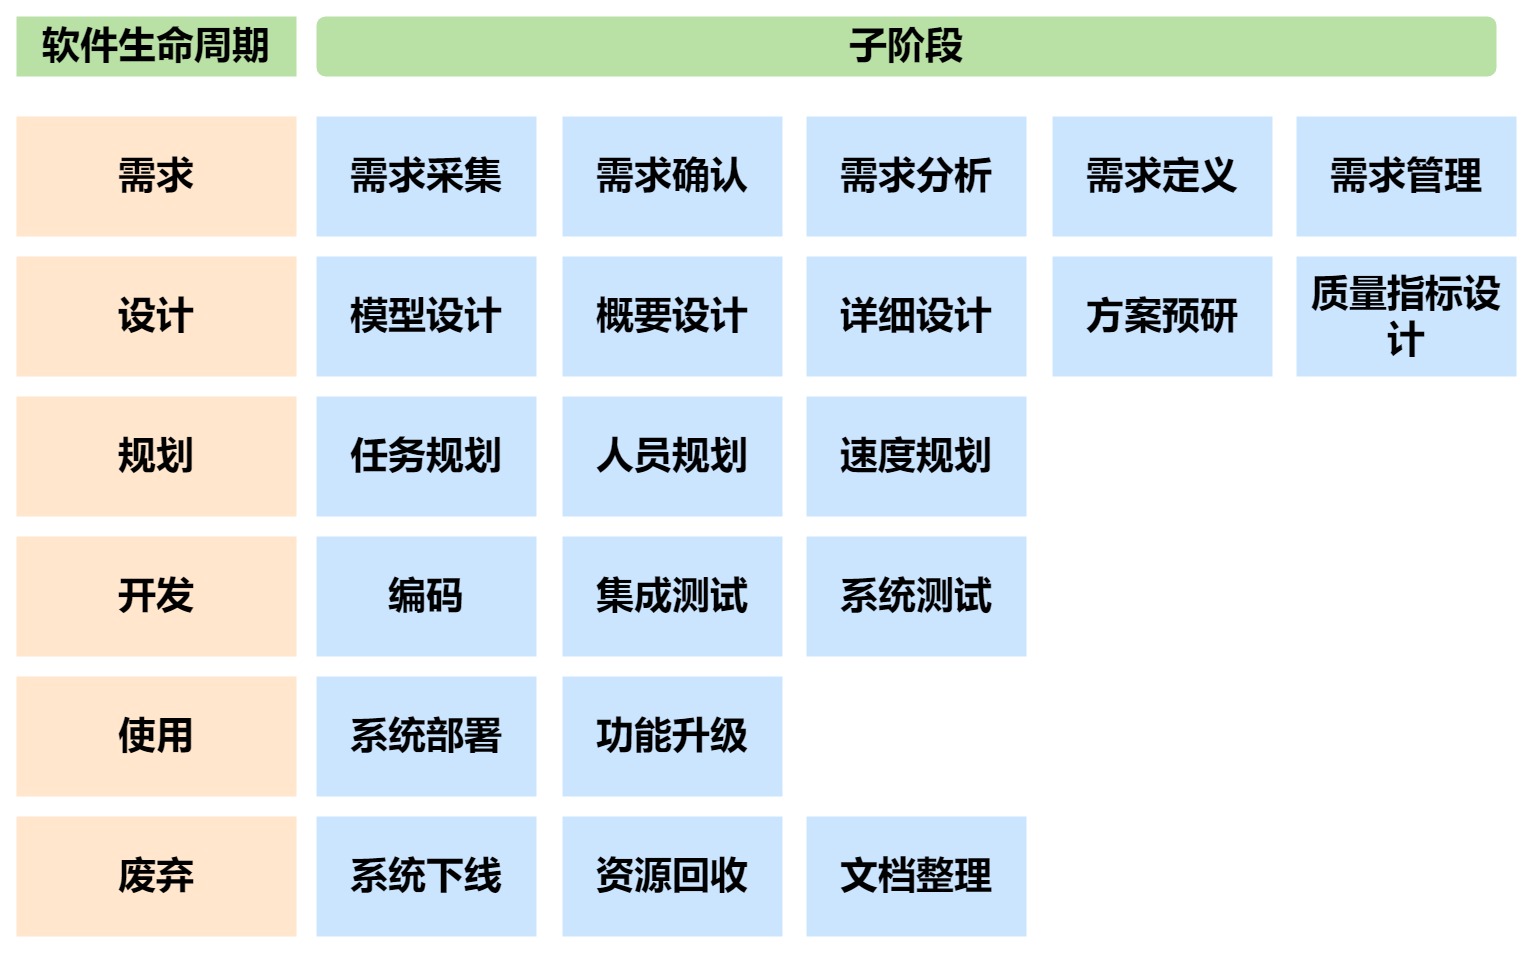 软件生命周期
子阶段
需求
需求采集
需求确认
需求分析
需求定义
需求管理
设计
模型设计
概要设计
详细设计
方案预研
质量指标设
计
规划
任务规划
人员规划
速度规划
开发
编码
集成测试
系统测试
使用
系统部署
功能升级
废弃
系统下线
资源回收
文档整理